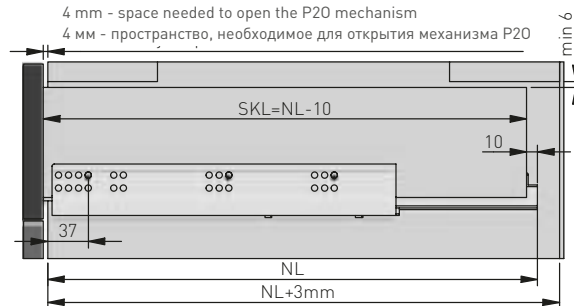 4 mm - space needed to open the P2O mechanism
4 мм - пространство, необходимое для открытия механизма P2O
min 6
SKL=NL-10
10
37
NL
NL+3mm